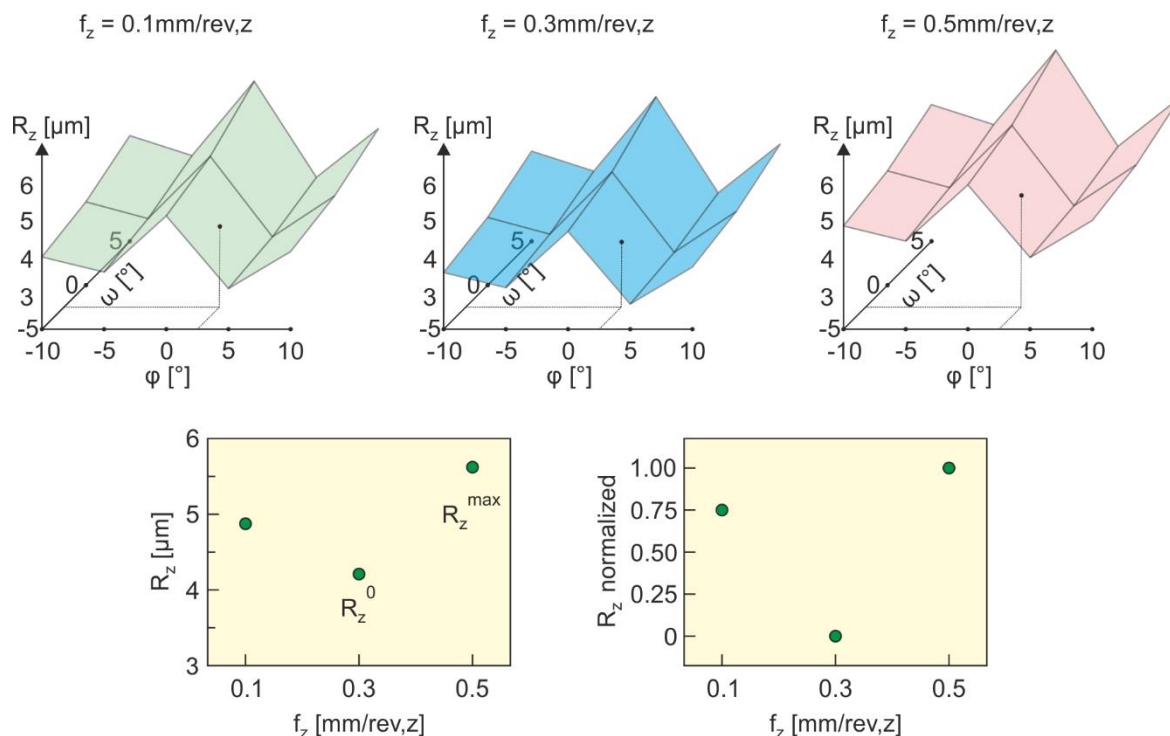 f_z = 0.1mm/rev,z
f_z = 0.3mm/rev,z
f_z = 0.5mm/rev,z
R_z [µm]
6
5
4
3
-5
0
5
ω [°]
-10
-5
0
5
10
φ [°]
R_z [µm]
6
5
4
3
-5
0
5
ω [°]
-10
-5
0
5
10
φ [°]
R_z [µm]
6
5
4
3
-5
0
5
ω [°]
-10
-5
0
5
10
φ [°]
R_z [µm]
6
5
4
3
R_z^max
R_z^0
0.1
0.3
0.5
f_z [mm/rev,z]
R_z normalized
1.00
0.75
0.50
0.25
0
0.1
0.3
0.5
f_z [mm/rev,z]